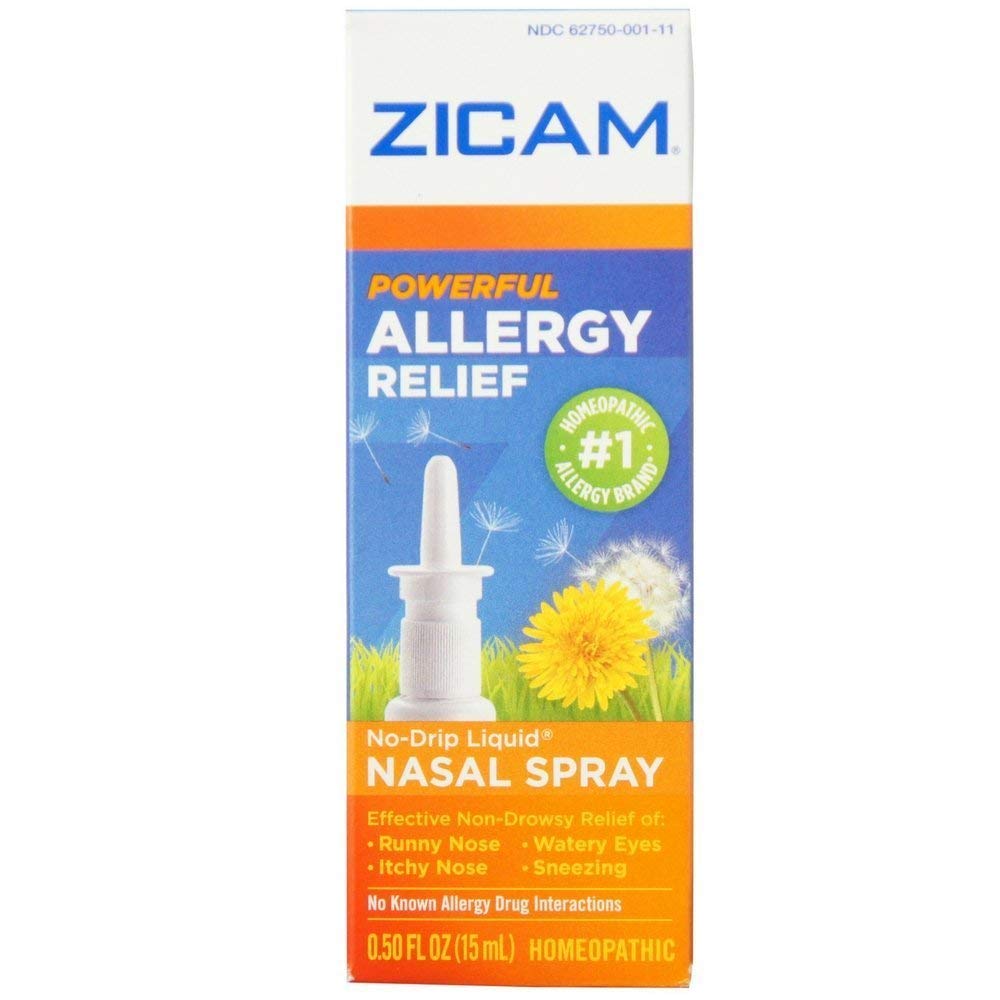 NDC 62750-001-11
ZICAM®
POWERFUL
ALLERGY
RELIEF
HOMEOPATHIC
#1
ALLERGY BRAND
No-Drip Liquid®
NASAL SPRAY
Effective Non-Drowsy Relief of:
• Runny Nose • Watery Eyes
• Itchy Nose • Sneezing
No Known Allergy Drug Interactions
0.50 FL OZ (15 mL) HOMEOPATHIC